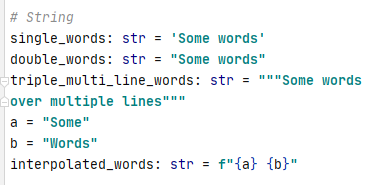 # String
single_words: str = 'Some words'
double_words: str = "Some words"
triple_multi_line_words: str = """Some words
over multiple lines"""
a = "Some"
b = "Words"
interpolated_words: str = f"{a} {b}"